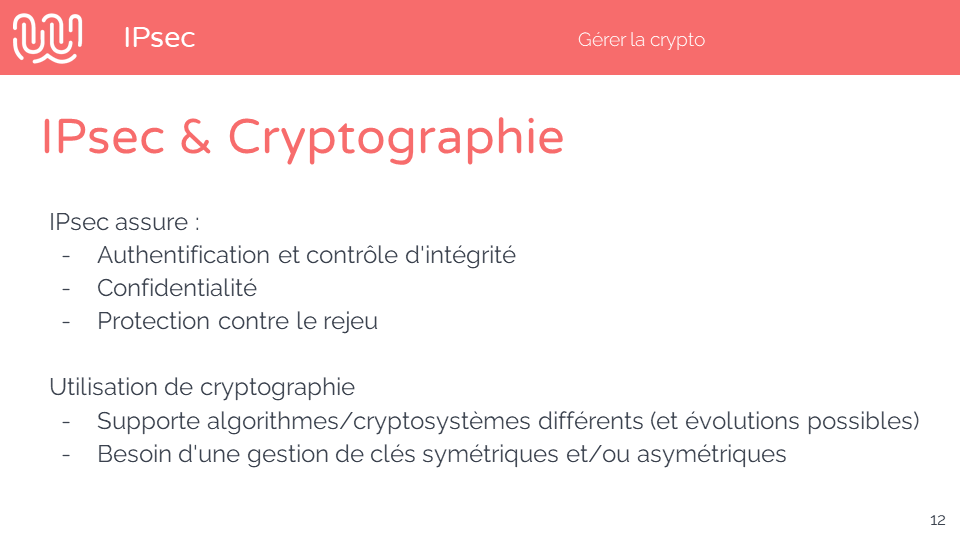 IPsec
Gérer la crypto
IPsec & Cryptographie
IPsec assure :
- Authentification et contrôle d'intégrité
- Confidentialité
- Protection contre le rejeu
Utilisation de cryptographie
- Supporte algorithmes/cryptosystèmes différents (et évolutions possibles)
- Besoin d'une gestion de clés symétriques et/ou asymétriques
12